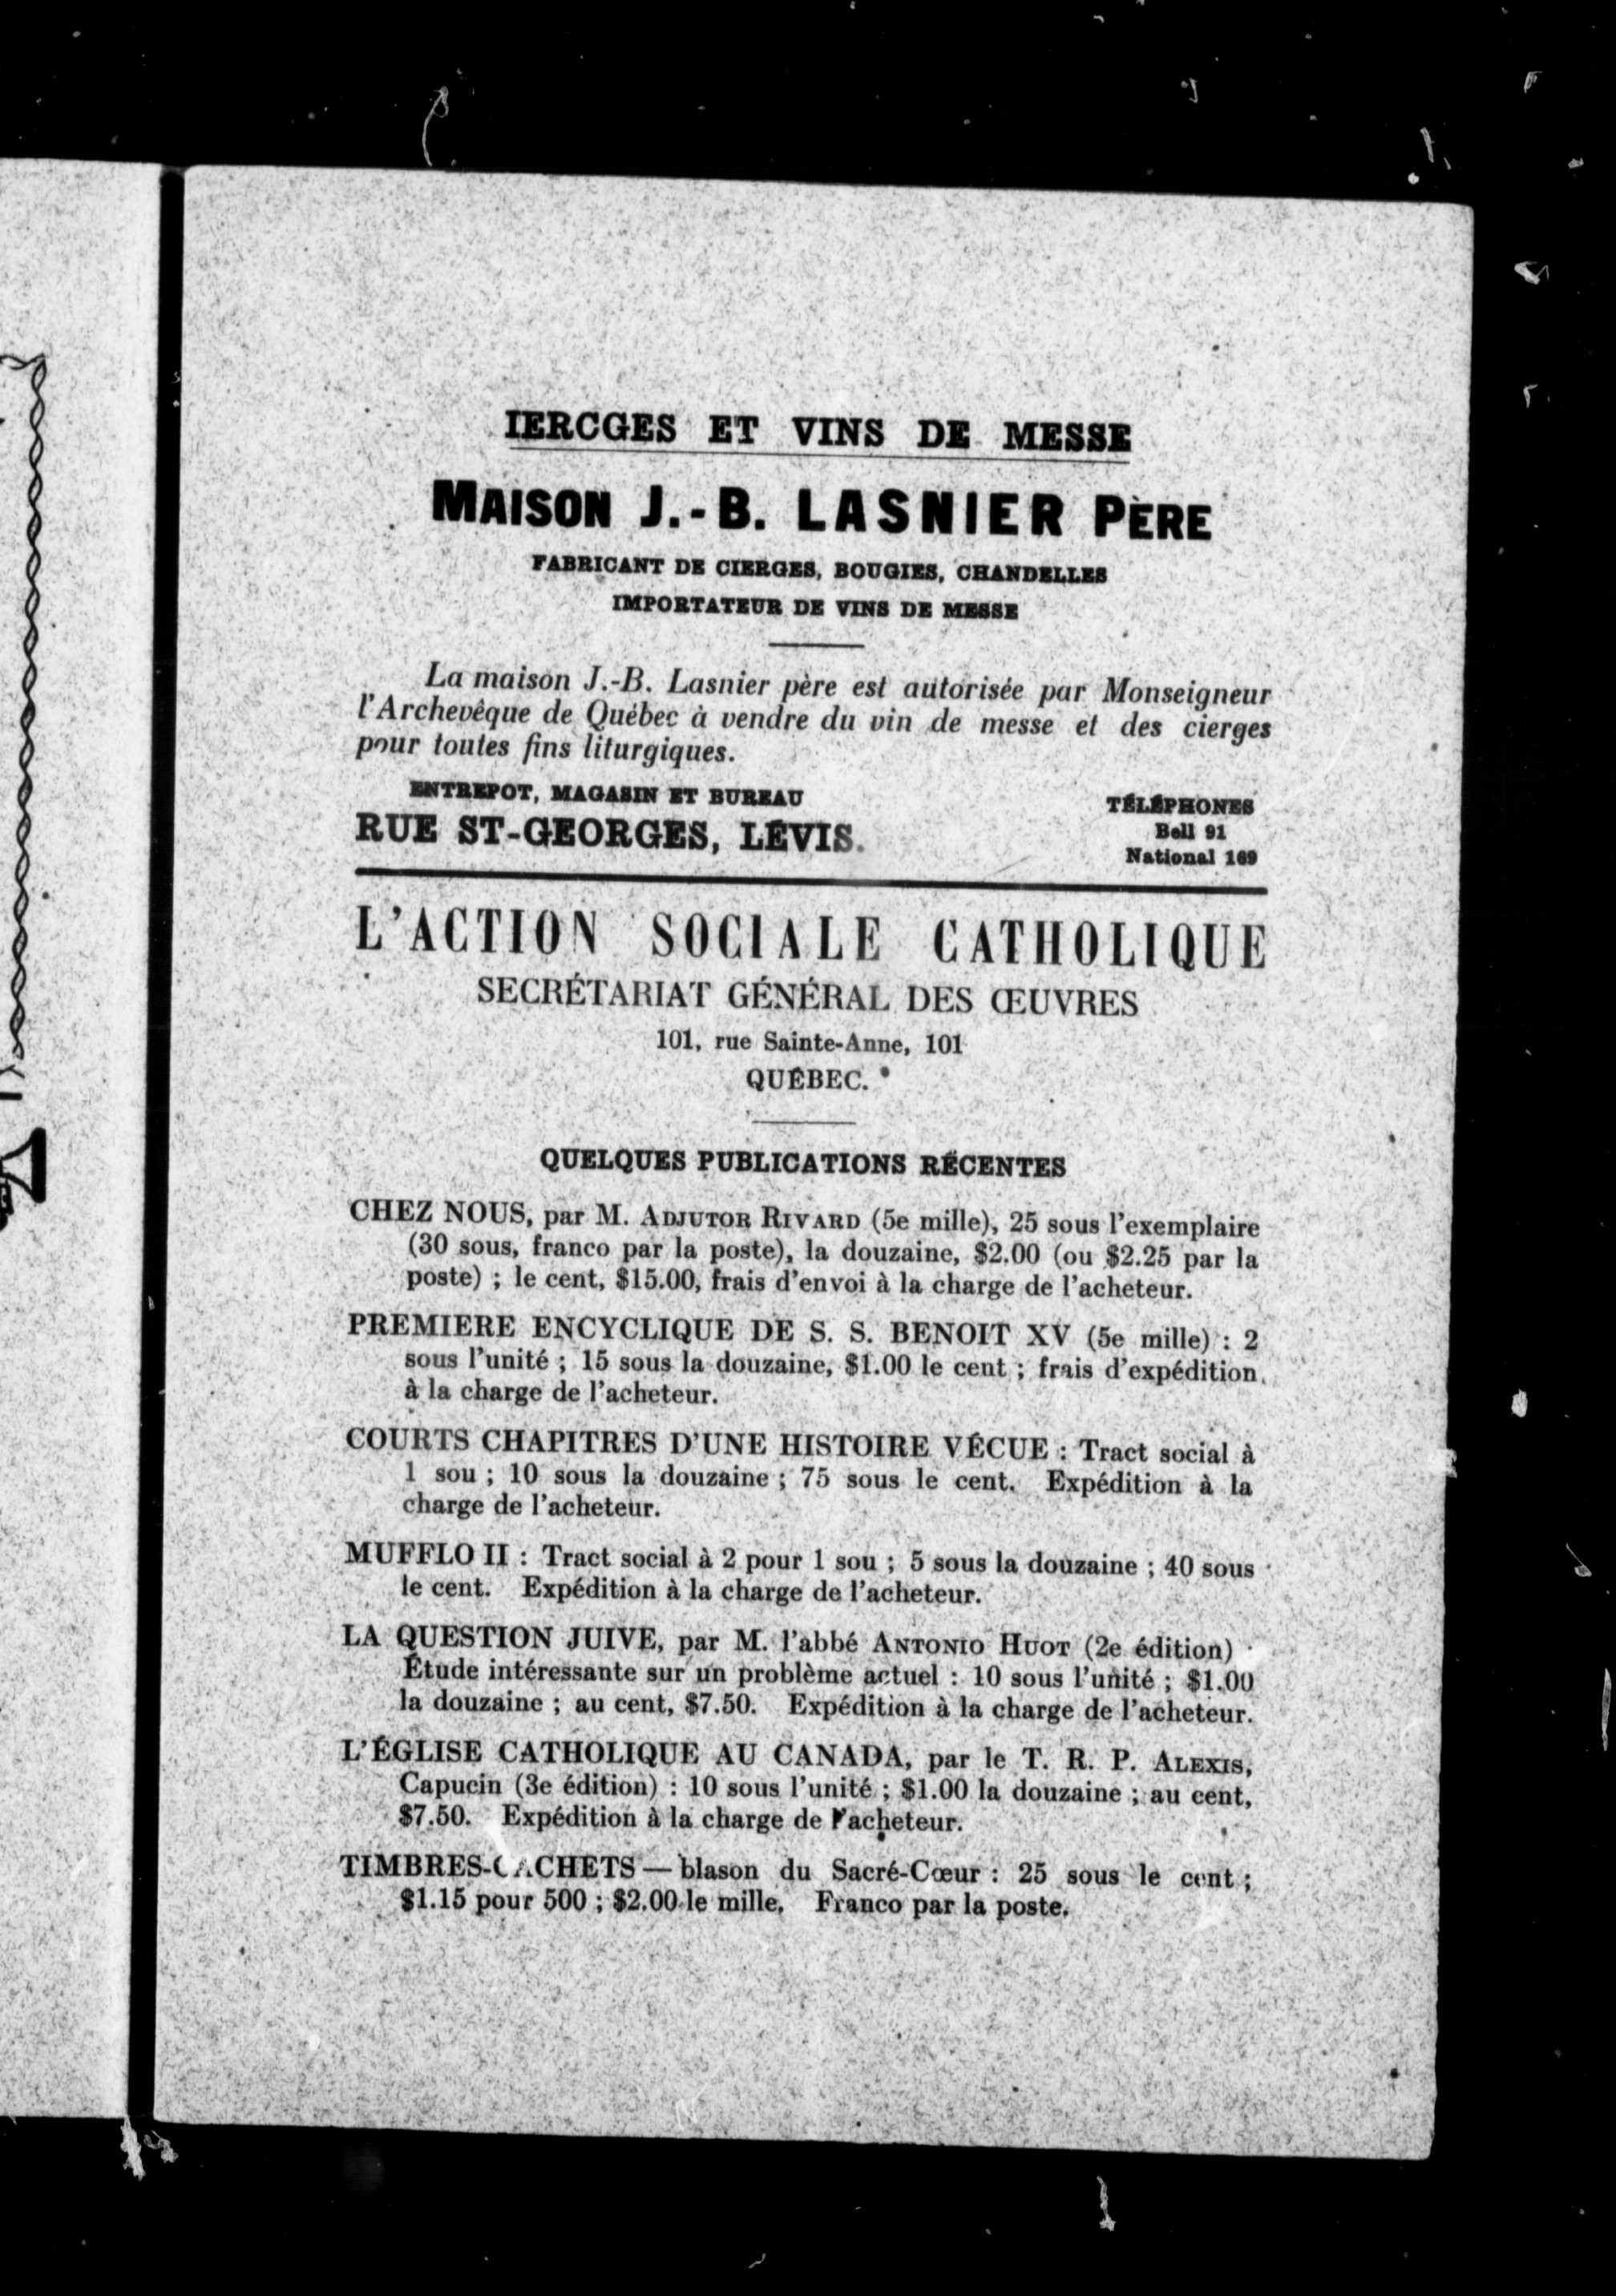 IERCGES ET VINS DE MESSE
MAISON J.-B. LASNIER PÈRE
FABRICANT DE CIERGES, BOUGIES, CHANDELLES
IMPORTATEUR DE VINS DE MESSE
La maison J.-B. Lasnier père est autorisée par Monseigneur
l'Archevêque de Québec à vendre du vin de messe et des cierges
pour toutes fins liturgiques.
ENTREPOT, MAGASIN ET BUREAU
RUE ST-GEORGES, LÉVIS.
TÉLÉPHONES
Bell 91
National 169
L'ACTION SOCIALE CATHOLIQUE
SECRÉTARIAT GÉNÉRAL DES ŒUVRES
101, rue Sainte-Anne, 101
QUÉBEC.
QUELQUES PUBLICATIONS RÉCENTES
CHEZ NOUS, par M. ADJUTOR RIVARD (5e mille), 25 sous l'exemplaire
(30 sous, franco par la poste), la douzaine, $2.00 (ou $2.25 par la
poste) ; le cent, $15.00, frais d'envoi à la charge de l'acheteur.
PREMIERE ENCYCLIQUE DE S. S. BENOIT XV (5e mille) : 2
sous l'unité ; 15 sous la douzaine, $1.00 le cent ; frais d'expédition
à la charge de l'acheteur.
COURTS CHAPITRES D'UNE HISTOIRE VÉCUE : Tract social à
1 sou ; 10 sous la douzaine ; 75 sous le cent. Expédition à la
charge de l'acheteur.
MUFFLO II : Tract social à 2 pour 1 sou ; 5 sous la douzaine ; 40 sous
le cent. Expédition à la charge de l'acheteur.
LA QUESTION JUIVE, par M. l'abbé ANTONIO HUOT (2e édition)
Étude intéressante sur un problème actuel : 10 sous l'unité ; $1.00
la douzaine ; au cent, $7.50. Expédition à la charge de l'acheteur.
L'ÉGLISE CATHOLIQUE AU CANADA, par le T. R. P. ALEXIS,
Capucin (3e édition) : 10 sous l'unité ; $1.00 la douzaine ; au cent,
$7.50. Expédition à la charge de l'acheteur.
TIMBRES-CACHETS — blason du Sacré-Cœur : 25 sous le cent ;
$1.15 pour 500 ; $2.00 le mille. Franco par la poste.